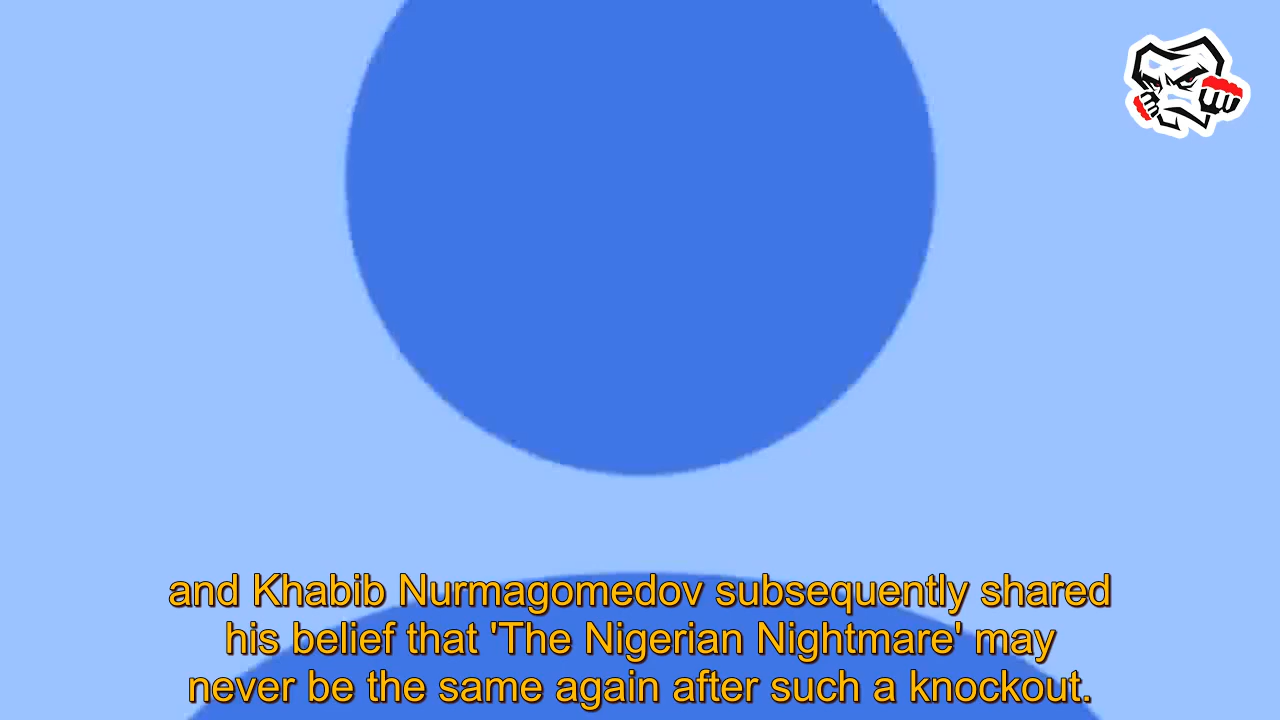 and Khabib Nurmagomedov subsequently shared
his belief that 'The Nigerian Nightmare' may
never be the same again after such a knockout.